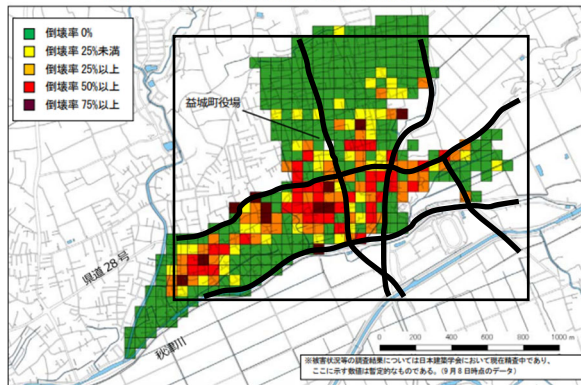 倒壊率 0%
倒壊率 25%未満
倒壊率 25%以上
倒壊率 50%以上
倒壊率 75%以上
益城町役場
県道 28 号
秋津川
0 200 400 600 800 1000 m
※被害状況等の調査結果については日本建築学会において現在精査中であり、
ここに示す数値は暫定的なものである。(9月8日時点のデータ)